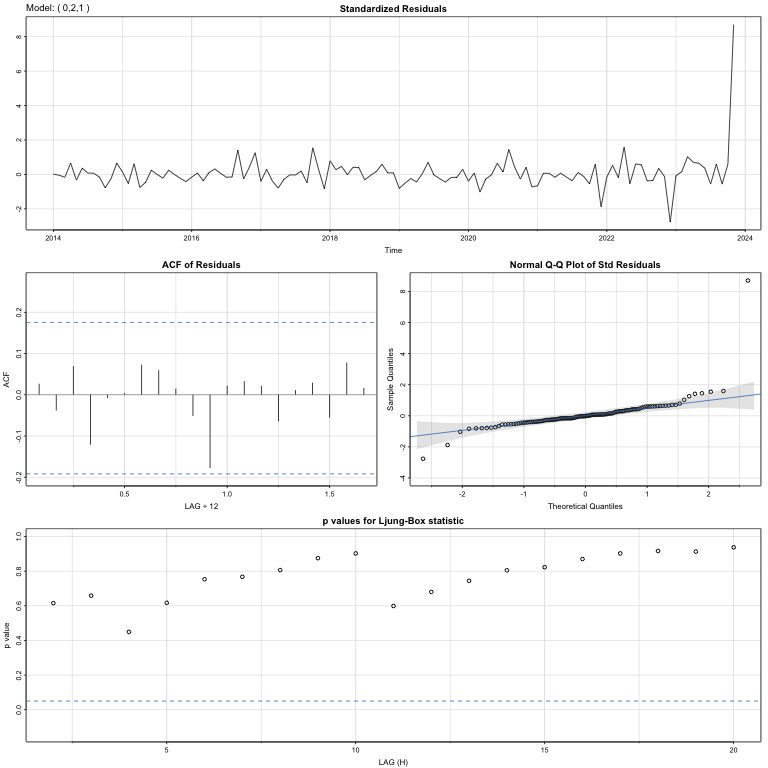 Model: ( 0,2,1 )
Standardized Residuals
8
6
4
2
0
-2
2014 2016 2018 2020 2022 2024
Time
ACF of Residuals
ACF
0.2
0.1
0.0
-0.1
-0.2
0.5 1.0 1.5
LAG ÷ 12
Normal Q-Q Plot of Std Residuals
Sample Quantiles
8
6
4
2
0
-2
-4
-2 -1 0 1 2
Theoretical Quantiles
p values for Ljung-Box statistic
p value
1.0
0.8
0.6
0.4
0.2
0.0
5 10 15 20
LAG (H)